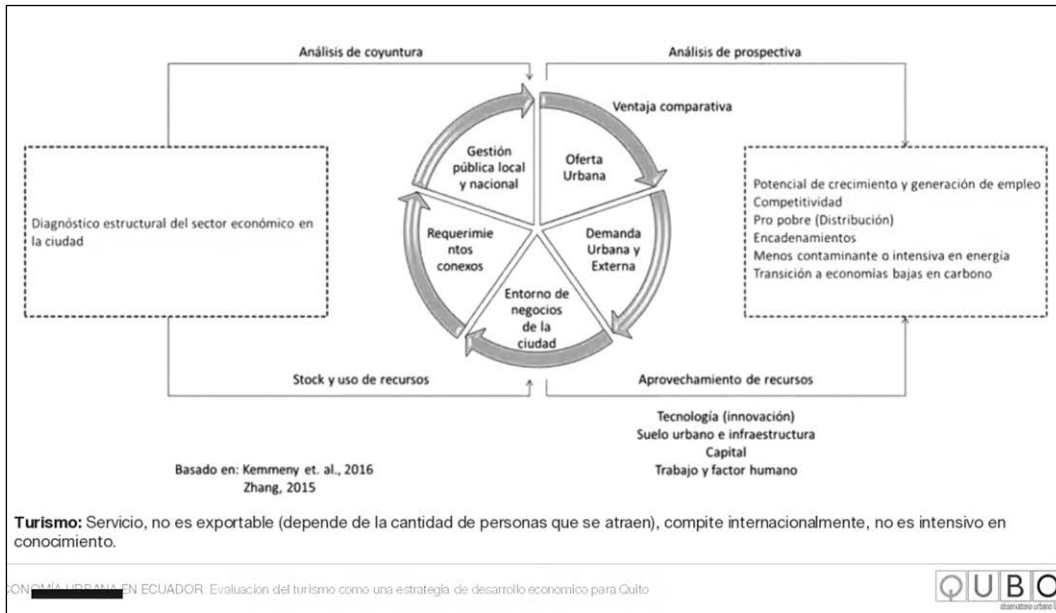 Análisis de coyuntura
Análisis de prospectiva
Ventaja comparativa
Gestión
pública local
y nacional
Oferta
Urbana
Diagnóstico estructural del sector económico en
la ciudad
Requerimie
ntos
conexos
Demanda
Urbana y
Externa
Entorno de
negocios
de la
ciudad
Potencial de crecimiento y generación de empleo
Competitividad
Pro pobre (Distribución)
Encadenamientos
Menos contaminante o intensiva en energía
Transición a economías bajas en carbono
Stock y uso de recursos
Aprovechamiento de recursos
Tecnología (innovación)
Suelo urbano e infraestructura
Capital
Trabajo y factor humano
Basado en: Kemmeny et. al., 2016
Zhang, 2015
Turismo: Servicio, no es exportable (depende de la cantidad de personas que se atraen), compite internacionalmente, no es intensivo en
conocimiento.
EN ECUADOR: Evaluación del turismo como una estrategia de desarrollo economico para Quito
QUBO
observatorio urbano